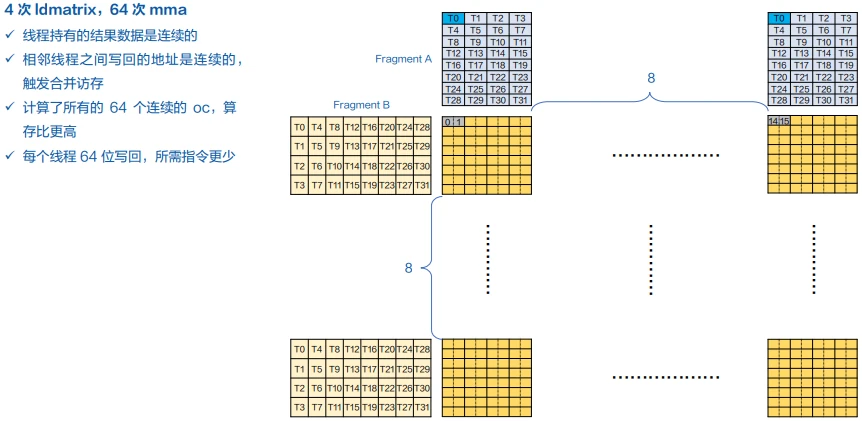 4 次 ldmatrix，64 次 mma
✓ 线程持有的结果数据是连续的
✓ 相邻线程之间写回的地址是连续的，
触发合并访存
✓ 计算了所有的 64 个连续的 oc，算
存比更高
✓ 每个线程 64 位写回，所需指令更少
Fragment A
T0 T1 T2 T3
T4 T5 T6 T7
T8 T9 T10 T11
T12 T13 T14 T15
T16 T17 T18 T19
T20 T21 T22 T23
T24 T25 T26 T27
T28 T29 T30 T31
8
T0 T1 T2 T3
T4 T5 T6 T7
T8 T9 T10 T11
T12 T13 T14 T15
T16 T17 T18 T19
T20 T21 T22 T23
T24 T25 T26 T27
T28 T29 T30 T31
Fragment B
T0 T4 T8 T12 T16 T20 T24 T28
T1 T5 T9 T13 T17 T21 T25 T29
T2 T6 T10 T14 T18 T22 T26 T30
T3 T7 T11 T15 T19 T23 T27 T31
0 1
14 15
8
T0 T4 T8 T12 T16 T20 T24 T28
T1 T5 T9 T13 T17 T21 T25 T29
T2 T6 T10 T14 T18 T22 T26 T30
T3 T7 T11 T15 T19 T23 T27 T31